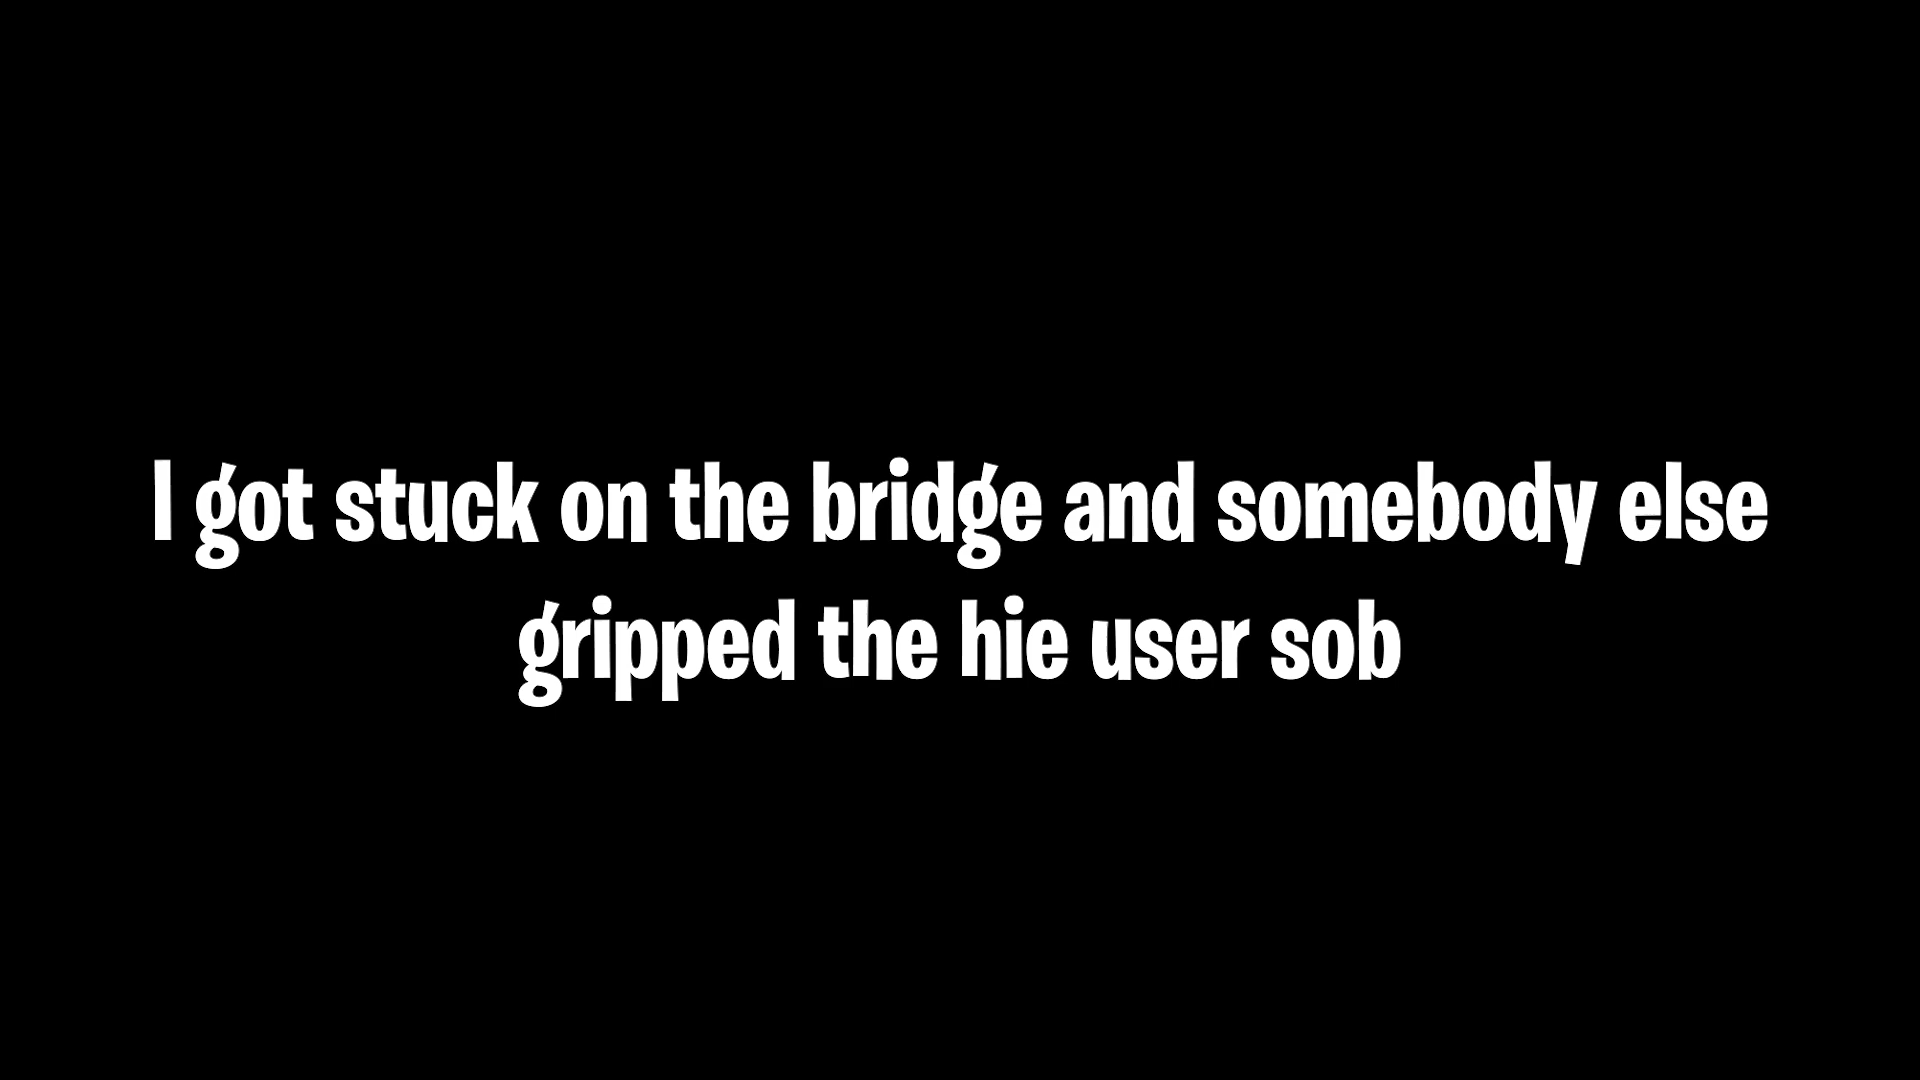 I got stuck on the bridge and somebody else
gripped the hie user sob